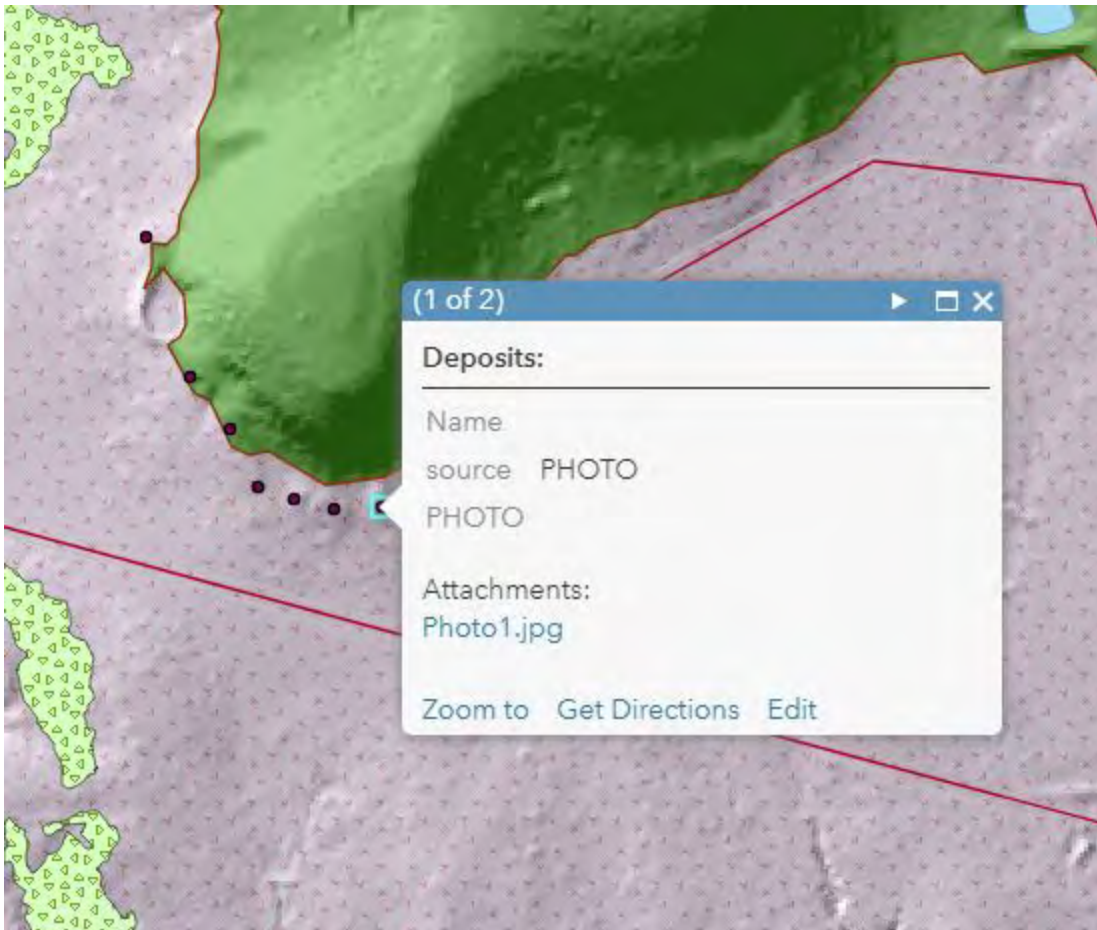 (1 of 2)
Deposits:
Name
source PHOTO
PHOTO
Attachments:
Photo1.jpg
Zoom to Get Directions Edit